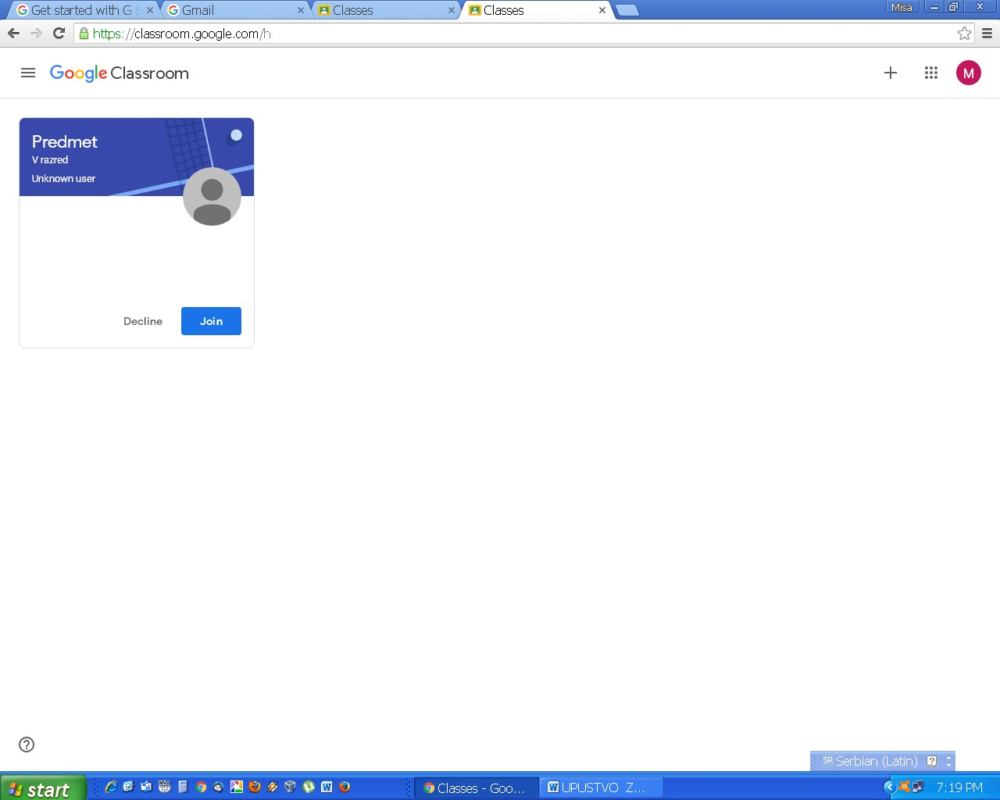 Get started with G S
Gmail
Classes
Classes
Misa
https://classroom.google.com/h
Google Classroom
M
Predmet
V razred
Unknown user
Decline
Join
SR Serbian (Latin)
start
Classes - Goo...
UPUSTVO Z...
7:19 PM